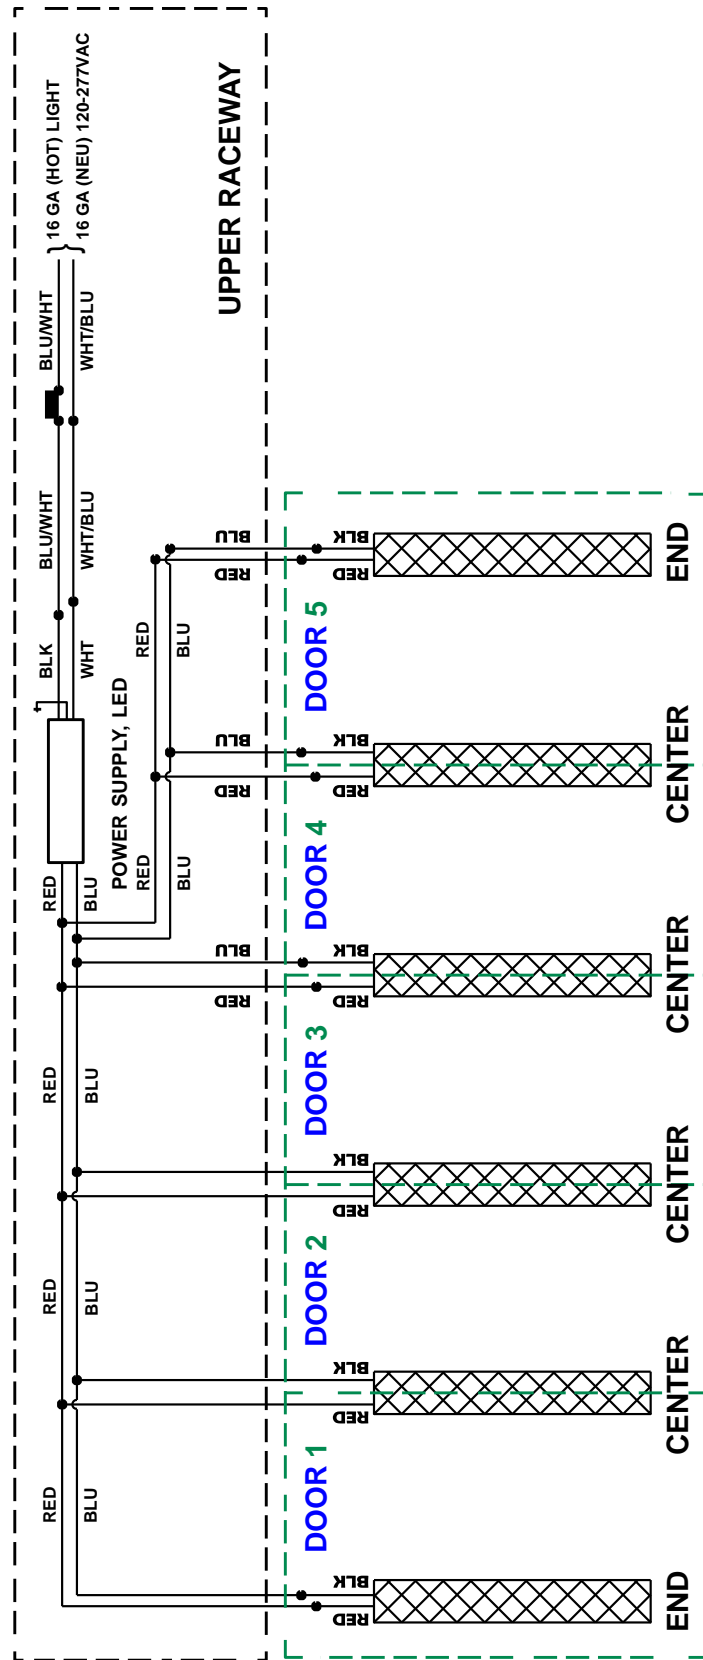 16 GA (HOT) LIGHT
16 GA (NEU) 120-277VAC
UPPER RACEWAY
BLU/WHT
WHT/BLU
BLU/WHT
WHT/BLU
BLK
WHT
POWER SUPPLY, LED
RED
BLU
RED
BLU
RED
BLU
RED
BLU
RED
BLU
RED
BLU
BLU
RED
BLK
RED
BLU
RED
BLK
RED
BLU
RED
BLK
RED
BLK
RED
BLK
RED
BLK
RED
DOOR 5
DOOR 4
DOOR 3
DOOR 2
DOOR 1
END
CENTER
CENTER
CENTER
CENTER
END